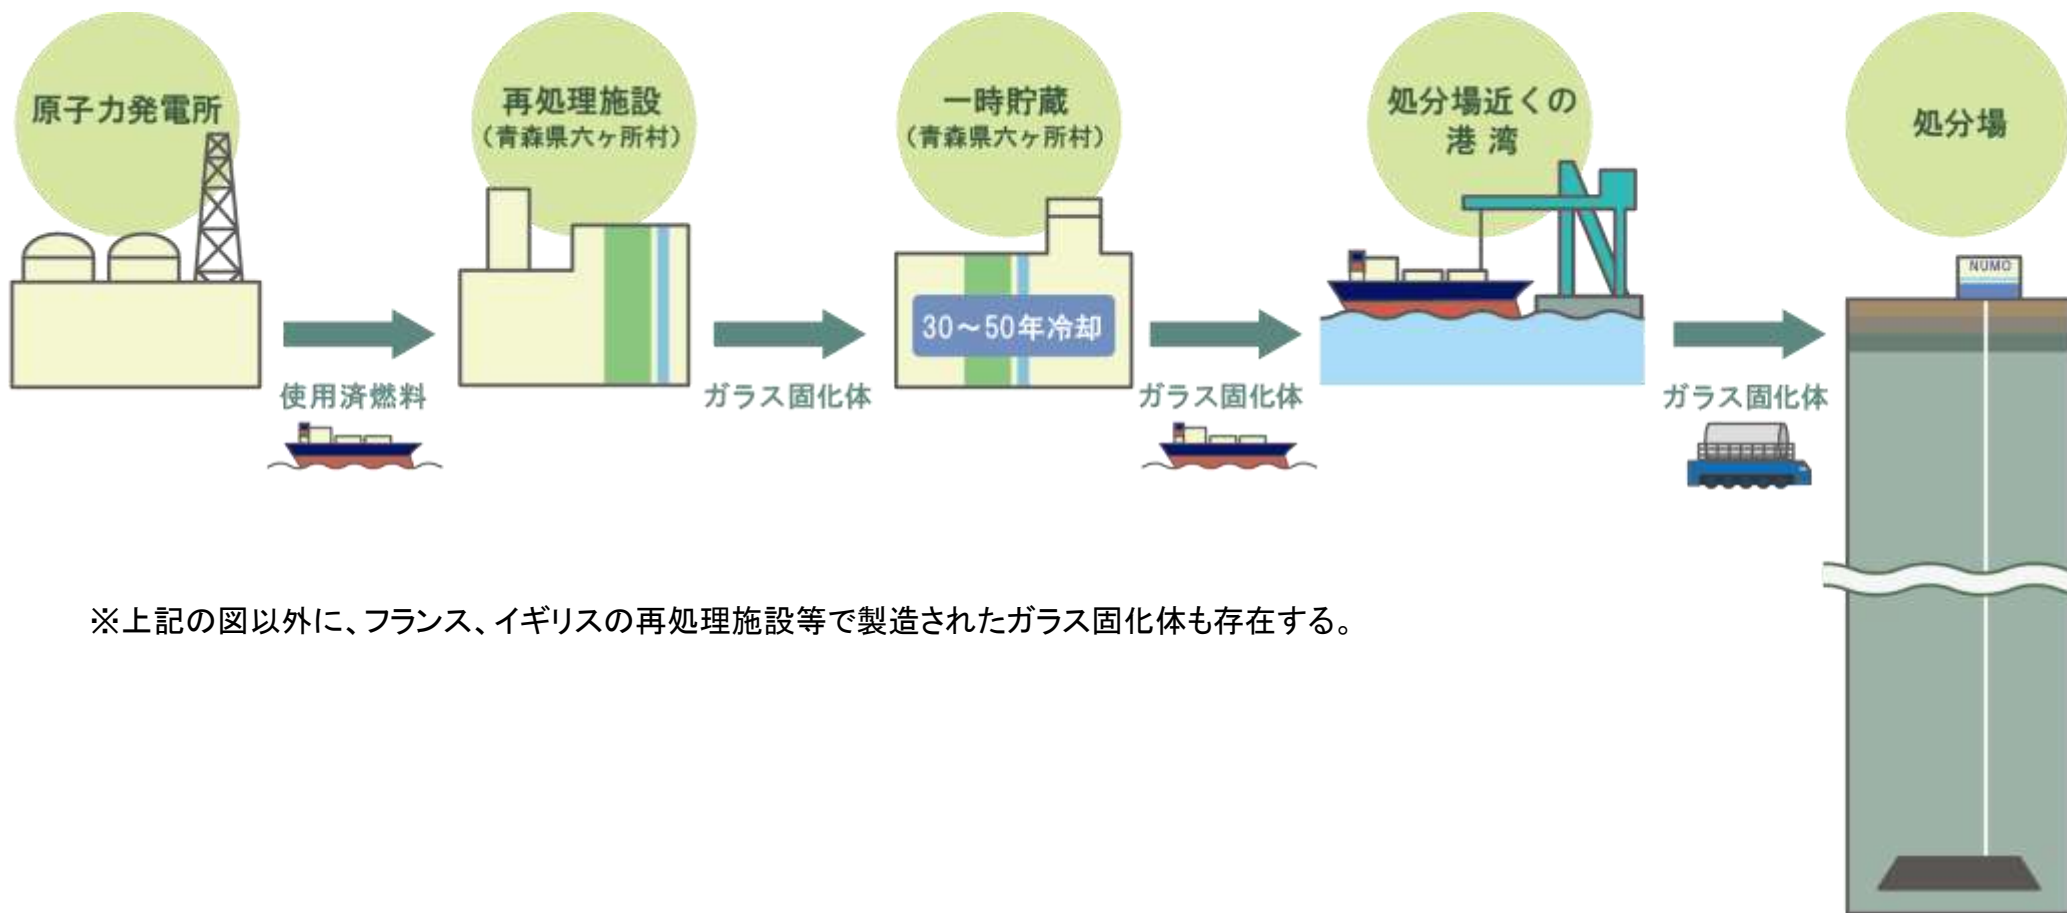 原子力発電所
再処理施設
（青森県六ヶ所村）
一時貯蔵
（青森県六ヶ所村）
処分場近くの
港 湾
処分場
NUMO
30～50年冷却
使用済燃料
ガラス固化体
ガラス固化体
ガラス固化体
※上記の図以外に、フランス、イギリスの再処理施設等で製造されたガラス固化体も存在する。